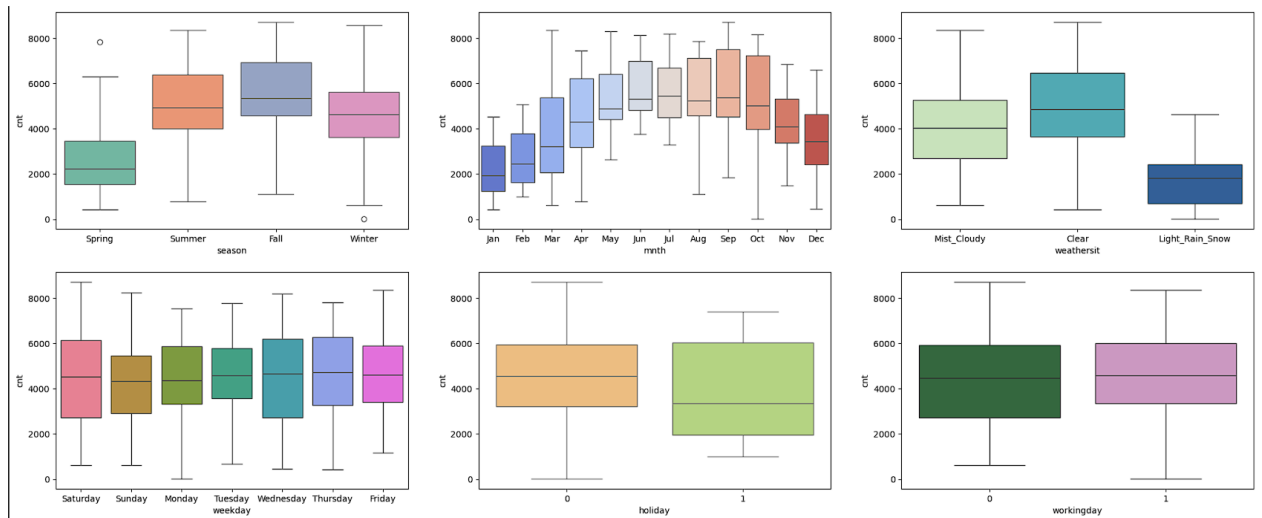 8000
6000
4000
2000
0
cnt
Spring Summer Fall Winter
season
8000
6000
4000
2000
0
cnt
Jan Feb Mar Apr May Jun Jul Aug Sep Oct Nov Dec
mnth
8000
6000
4000
2000
0
cnt
Mist_Cloudy Clear Light_Rain_Snow
weathersit
8000
6000
4000
2000
0
cnt
Saturday Sunday Monday Tuesday Wednesday Thursday Friday
weekday
8000
6000
4000
2000
0
cnt
0 1
holiday
8000
6000
4000
2000
0
cnt
0 1
workingday